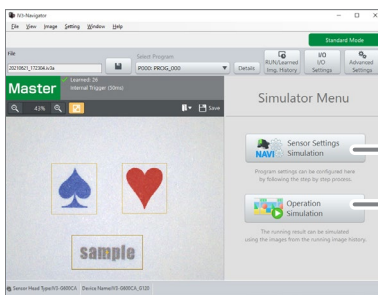 IV3-Navigator
File View Image Setting Window Help
Standard Mode
File
20210621_172304.iv3a
Select Program
P000: PROG_000
Details
RUN/Learned
Img. History
I/O
I/O
Settings
Advanced
Settings
Master
Learned: 26
Internal Trigger (50ms)
43%
Save
sample
Simulator Menu
NAVI
Sensor Settings
Simulation
Program settings can be configured here
by following the step by step process.
Operation
Simulation
The running result can be simulated
using the images from the running image history.
Sensor Head Type:IV3-G600CA Device Name:IV3-G600CA_G120